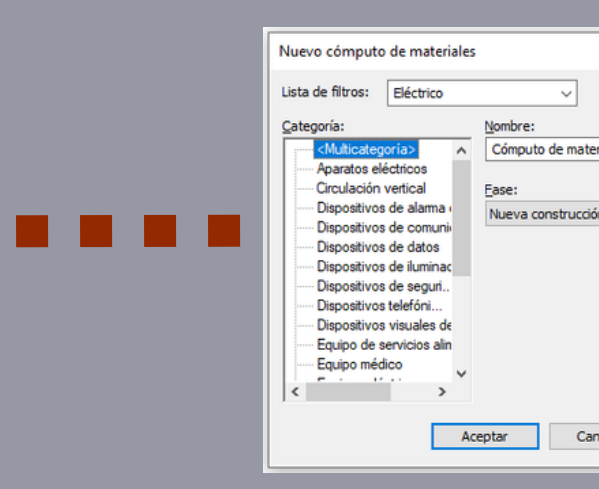 Nuevo cómputo de materiales
Lista de filtros: Eléctrico
Categoría:
<Multicategoría>
Aparatos eléctricos
Circulación vertical
Dispositivos de alarma
Dispositivos de comuni
Dispositivos de datos
Dispositivos de iluminac
Dispositivos de seguri...
Dispositivos telefóni...
Dispositivos visuales de
Equipo de servicios alin
Equipo médico
Nombre:
Cómputo de mater
Fase:
Nueva construcción
Aceptar
Can